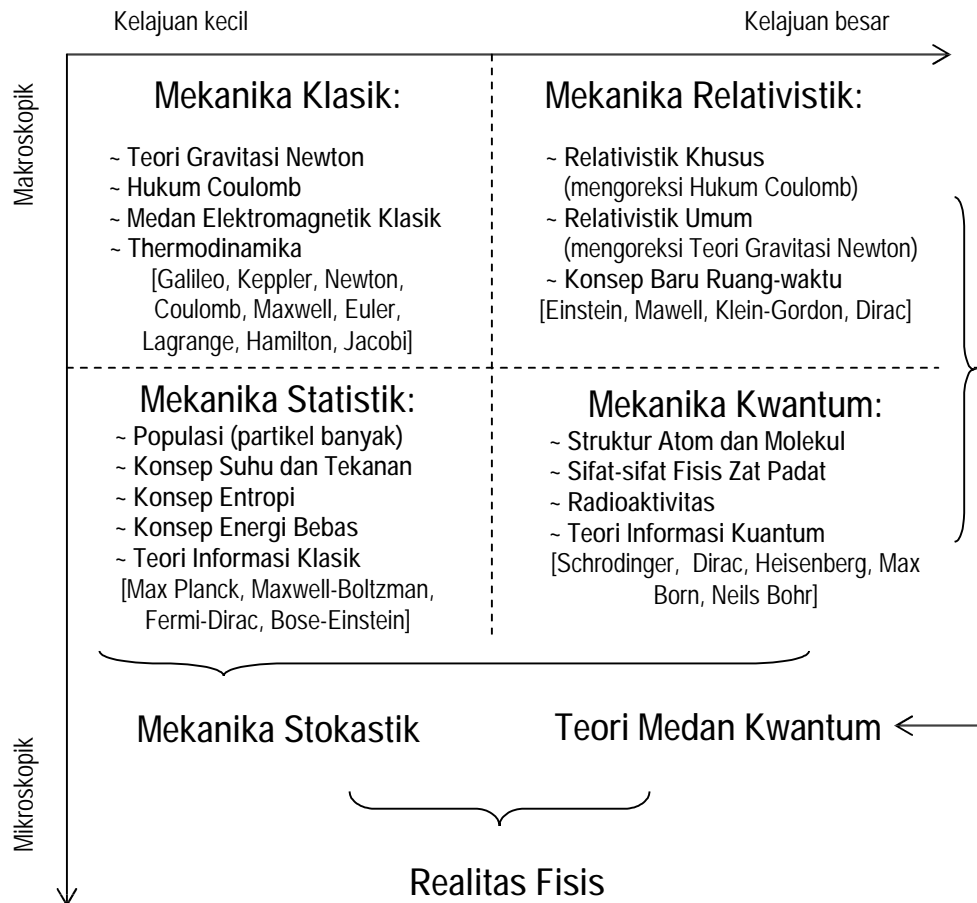 Kelajuan kecil
Kelajuan besar
Makroskopik
Mekanika Klasik:
~ Teori Gravitasi Newton
~ Hukum Coulomb
~ Medan Elektromagnetik Klasik
~ Thermodinamika
[Galileo, Keppler, Newton,
Coulomb, Maxwell, Euler,
Lagrange, Hamilton, Jacobi]
Mekanika Relativistik:
~ Relativistik Khusus
(mengoreksi Hukum Coulomb)
~ Relativistik Umum
(mengoreksi Teori Gravitasi Newton)
~ Konsep Baru Ruang-waktu
[Einstein, Mawell, Klein-Gordon, Dirac]
Mekanika Statistik:
~ Populasi (partikel banyak)
~ Konsep Suhu dan Tekanan
~ Konsep Entropi
~ Konsep Energi Bebas
~ Teori Informasi Klasik
[Max Planck, Maxwell-Boltzman,
Fermi-Dirac, Bose-Einstein]
Mekanika Kwantum:
~ Struktur Atom dan Molekul
~ Sifat-sifat Fisis Zat Padat
~ Radioaktivitas
~ Teori Informasi Kuantum
[Schrodinger, Dirac, Heisenberg, Max
Born, Neils Bohr]
Mikroskopik
Mekanika Stokastik
Teori Medan Kwantum
Realitas Fisis